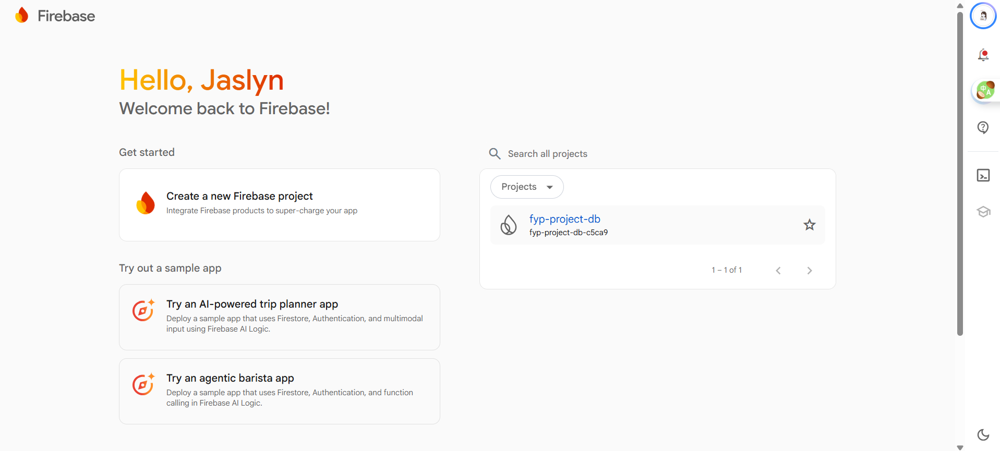 Firebase
Hello, Jaslyn
Welcome back to Firebase!
Get started
Create a new Firebase project
Integrate Firebase products to super-charge your app
Try out a sample app
Try an AI-powered trip planner app
Deploy a sample app that uses Firestore, Authentication, and multimodal
input using Firebase AI Logic.
Try an agentic barista app
Deploy a sample app that uses Firestore, Authentication, and function
calling in Firebase AI Logic.
Search all projects
Projects
fyp-project-db
fyp-project-db-c5ca9
1 – 1 of 1
中
A